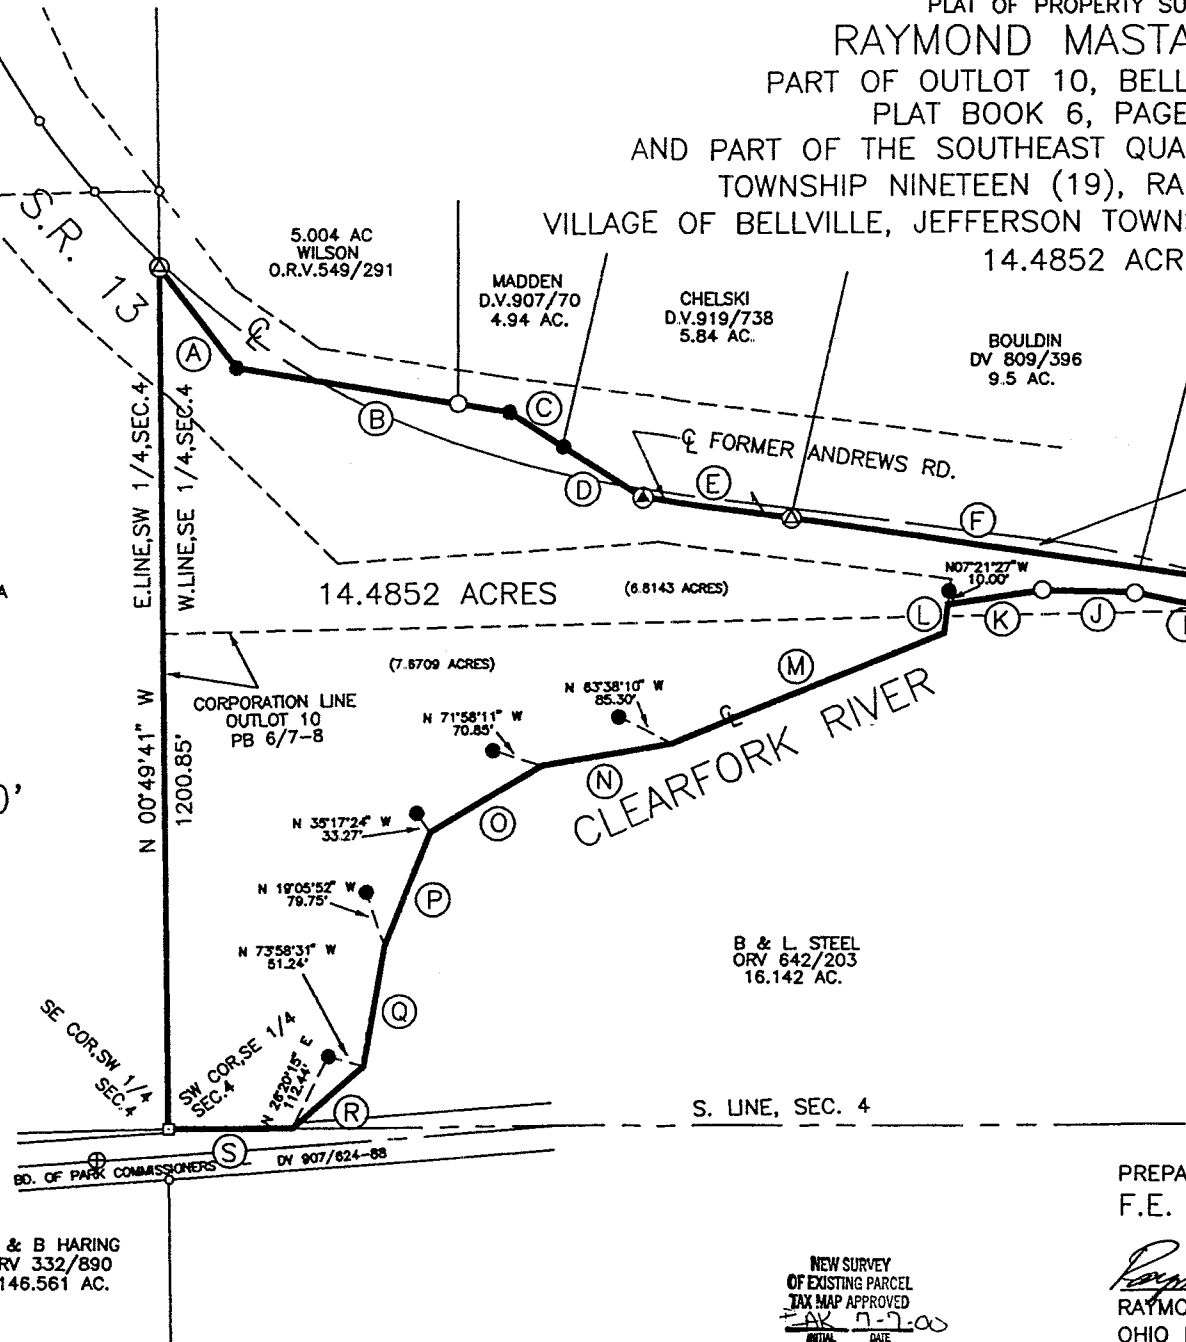 PLAT OF PROPERTY SU
RAYMOND MASTA
PART OF OUTLOT 10, BELL
PLAT BOOK 6, PAGE
AND PART OF THE SOUTHEAST QUA
TOWNSHIP NINETEEN (19), RA
VILLAGE OF BELLVILLE, JEFFERSON TOWNS
14.4852 ACR
S.R. 13
5.004 AC
WILSON
O.R.V.549/291
MADDEN
D.V.907/70
4.94 AC.
CHELSKI
D.V.919/738
5.84 AC.
BOULDIN
DV 809/396
9.5 AC.
A
B
C
D
E
F
℄
℄ FORMER ANDREWS RD.
E.LINE,SW 1/4,SEC.4
W.LINE,SE 1/4,SEC.4
14.4852 ACRES
(6.8143 ACRES)
N07°21'27"W
10.00'
L
K
J
I
A
(7.6709 ACRES)
M
CORPORATION LINE
OUTLOT 10
PB 6/7-8
N 63°38'10" W
85.30'
N 71°58'11" W
70.85'
℄
CLEARFORK RIVER
N
O
N 00°49'41" W
1200.85'
0'
N 35°17'24" W
33.27'
N 19°05'52" W
79.75'
P
N 73°58'31" W
51.24'
B & L STEEL
ORV 642/203
16.142 AC.
Q
SE COR,SW 1/4
SEC.4
SW COR,SE 1/4
SEC.4
N 26°20'15" E
112.44'
R
S
S. LINE, SEC. 4
BD. OF PARK COMMISSIONERS
DV 907/624-88
& B HARING
RV 332/890
146.561 AC.
PREPA
F.E.
NEW SURVEY
OF EXISTING PARCEL
TAX MAP APPROVED
AK 7-7-00
INITIAL DATE
RAYMO
OHIO